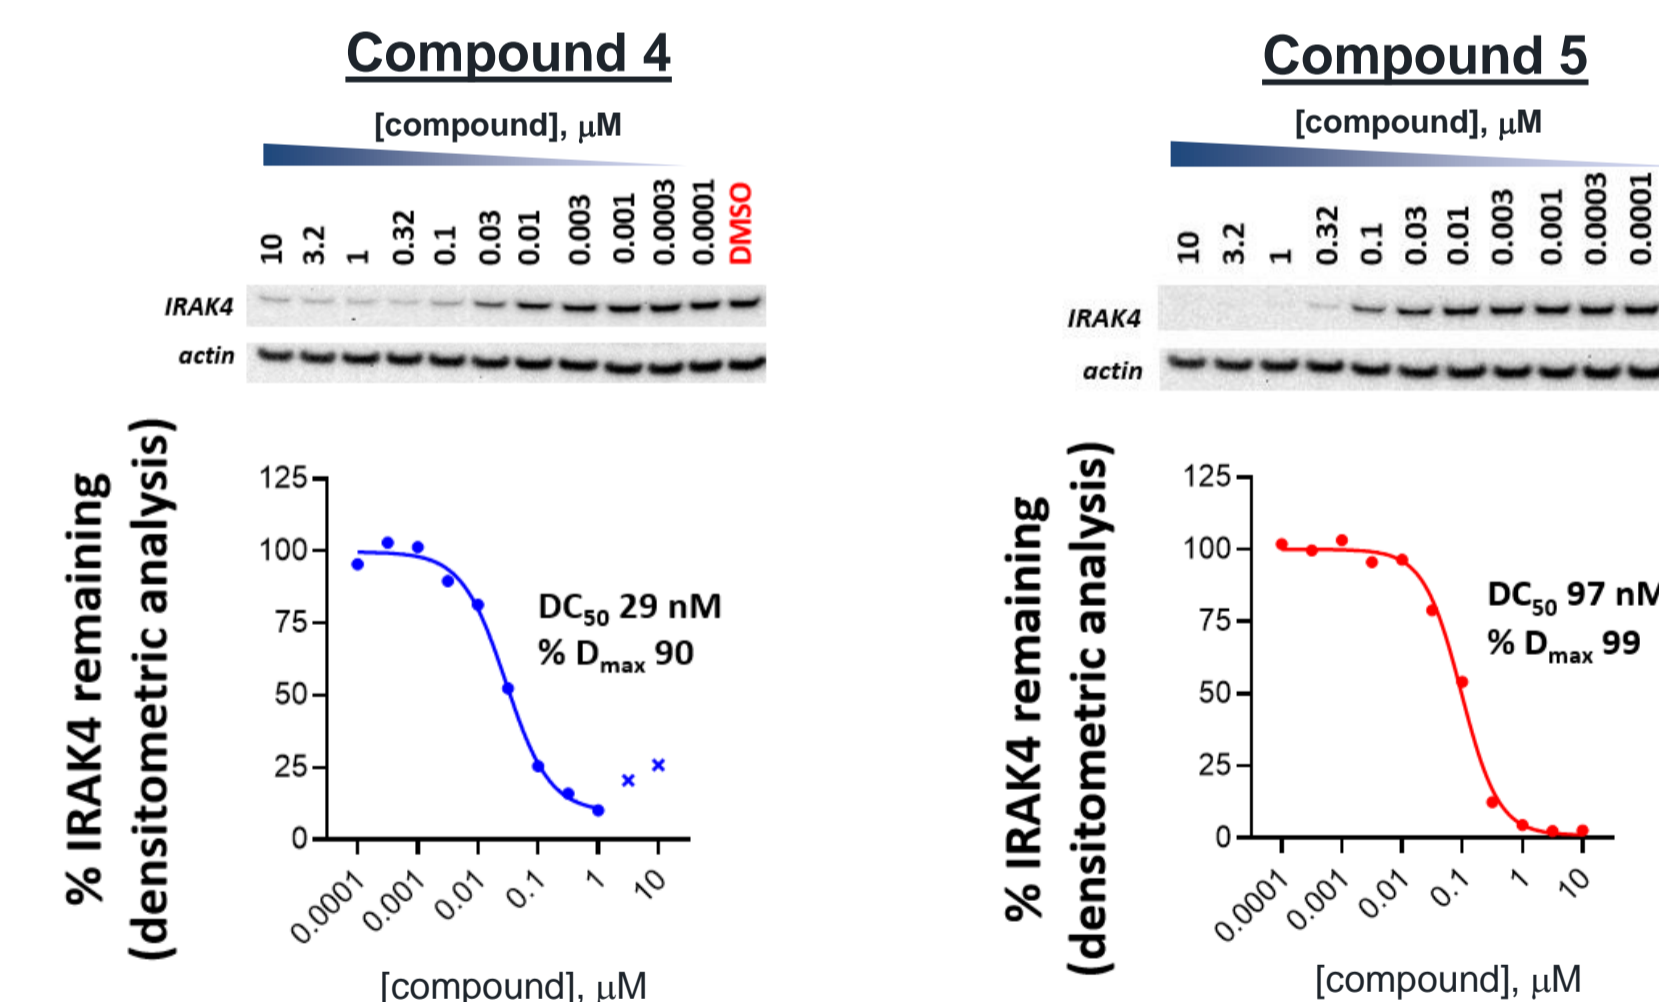 Compound 4
[compound], μM
10 3.2 1 0.32 0.1 0.03 0.01 0.003 0.001 0.0003 0.0001 DMSO
IRAK4
actin
% IRAK4 remaining
(densitometric analysis)
125
100
75
50
25
0
DC50 29 nM
% Dmax 90
0.0001 0.001 0.01 0.1 1 10
[compound], μM
Compound 5
[compound], μM
10 3.2 1 0.32 0.1 0.03 0.01 0.003 0.001 0.0003 0.0001
IRAK4
actin
% IRAK4 remaining
(densitometric analysis)
125
100
75
50
25
0
DC50 97 nM
% Dmax 99
0.0001 0.001 0.01 0.1 1 10
[compound], μM